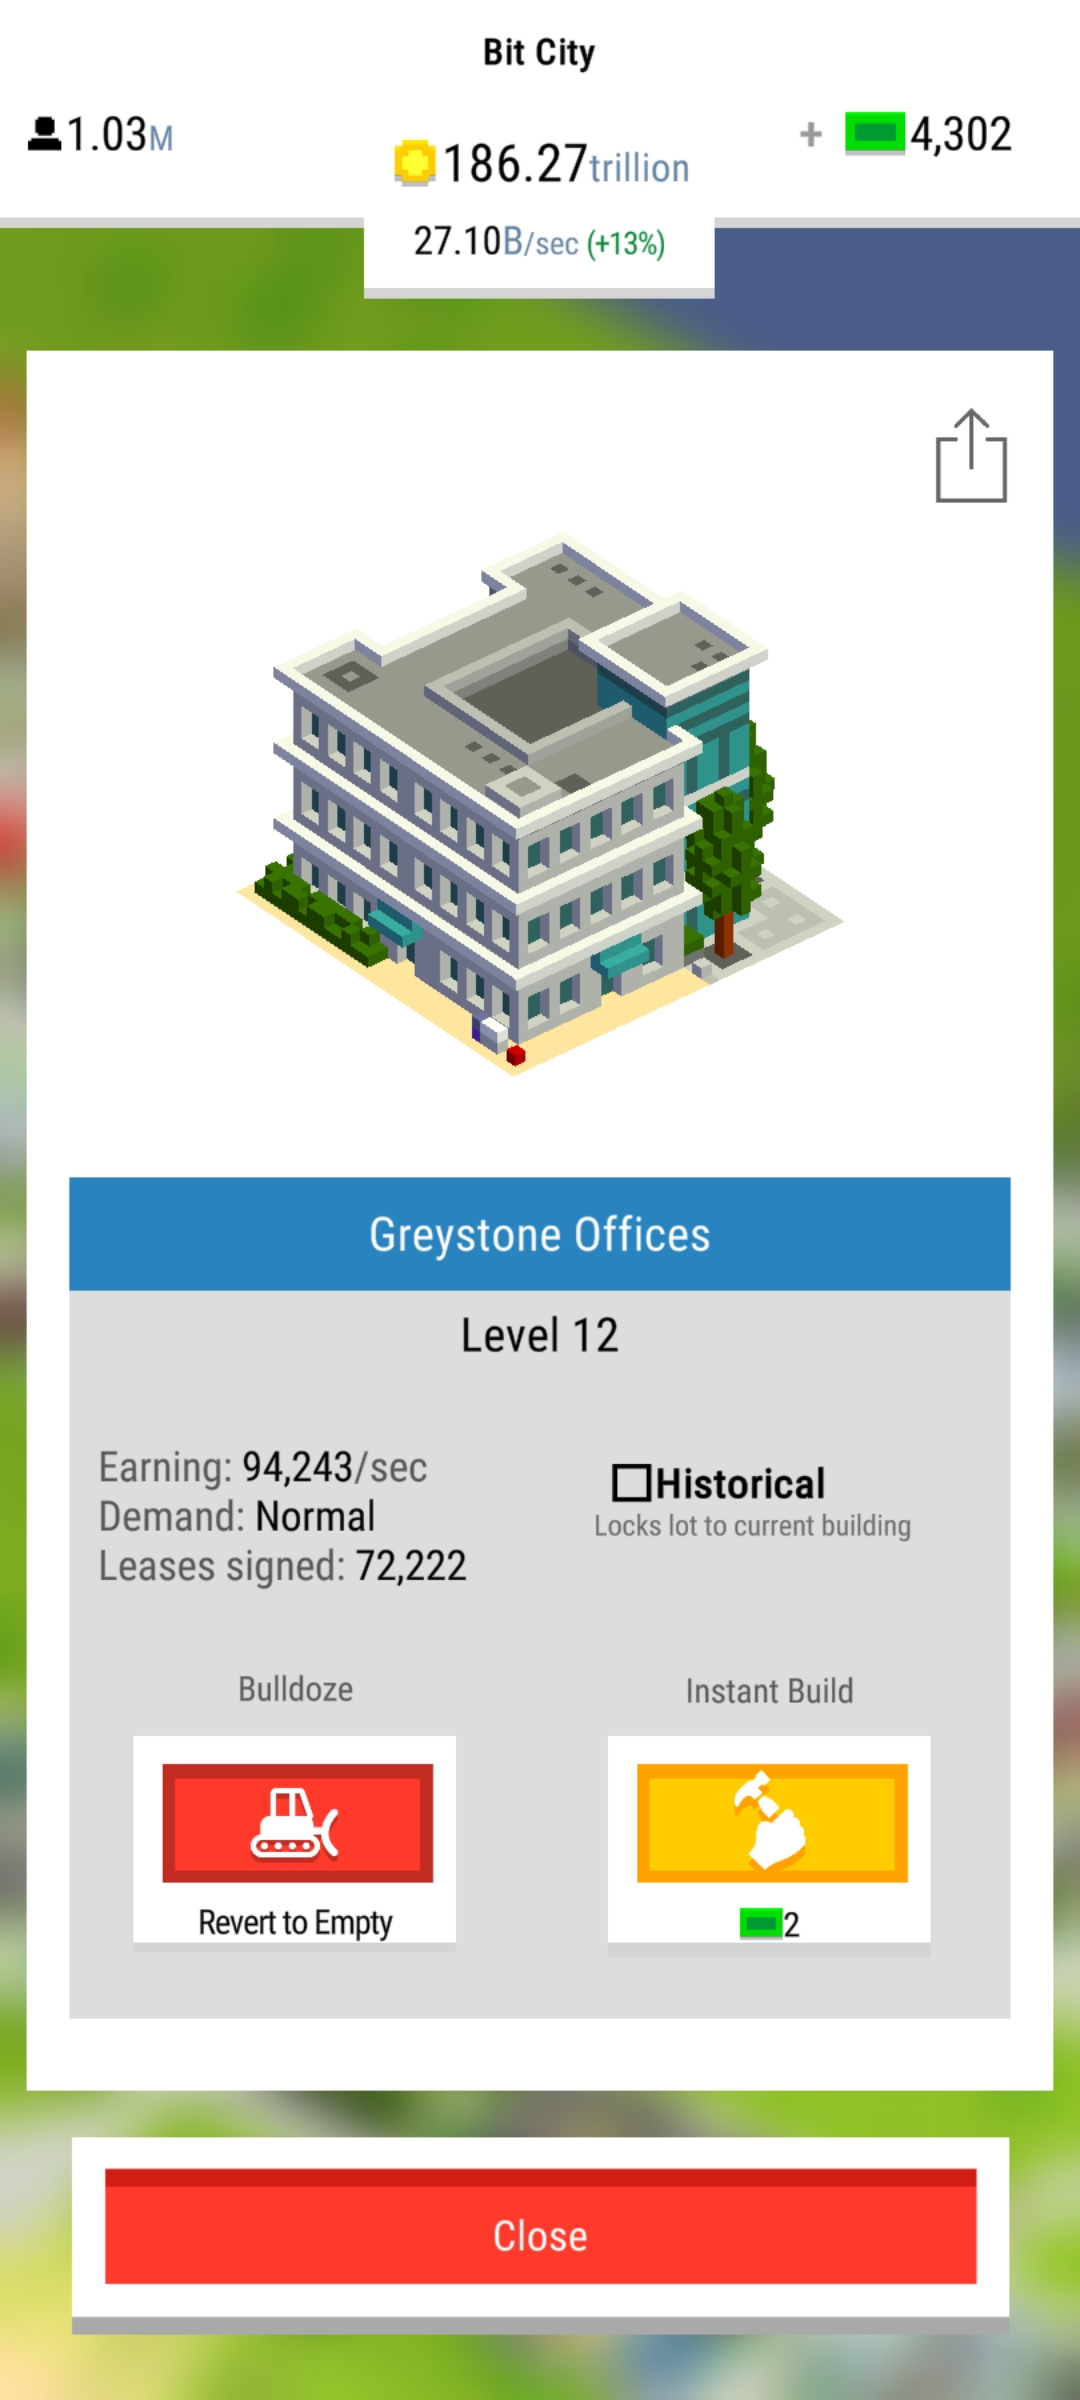 Bit City
1.03M
186.27trillion
+ 4,302
27.10B/sec (+13%)
Greystone Offices
Level 12
Earning: 94,243/sec
Demand: Normal
Leases signed: 72,222
Historical
Locks lot to current building
Bulldoze
Instant Build
Revert to Empty
2
Close